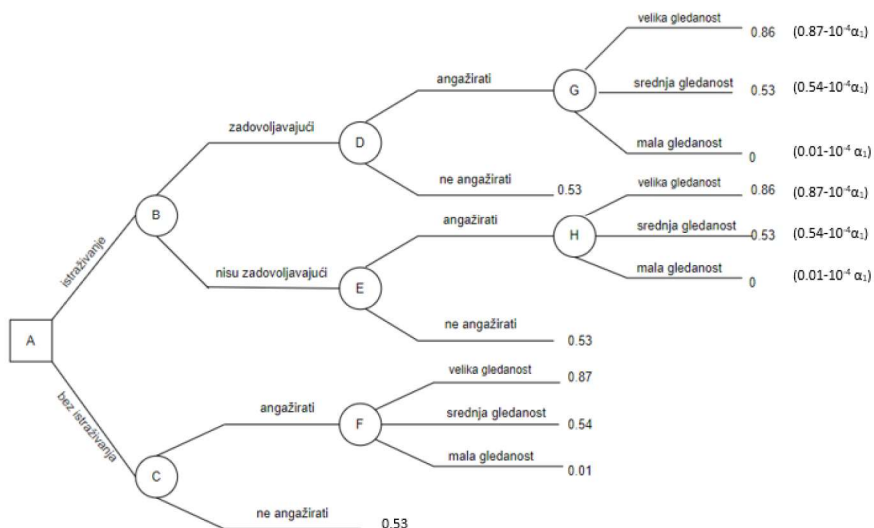 velika gledanost 0.86 (0.87-10⁻⁴α₁)
angažirati G srednja gledanost 0.53 (0.54-10⁻⁴α₁)
zadovoljavajući D mala gledanost 0 (0.01-10⁻⁴ α₁)
ne angažirati 0.53 velika gledanost 0.86 (0.87-10⁻⁴α₁)
B angažirati H srednja gledanost 0.53 (0.54-10⁻⁴α₁)
istraživanje nisu zadovoljavajući E mala gledanost 0 (0.01-10⁻⁴ α₁)
ne angažirati 0.53
A
velika gledanost 0.87
bez istraživanja angažirati F srednja gledanost 0.54
mala gledanost 0.01
C
ne angažirati 0.53